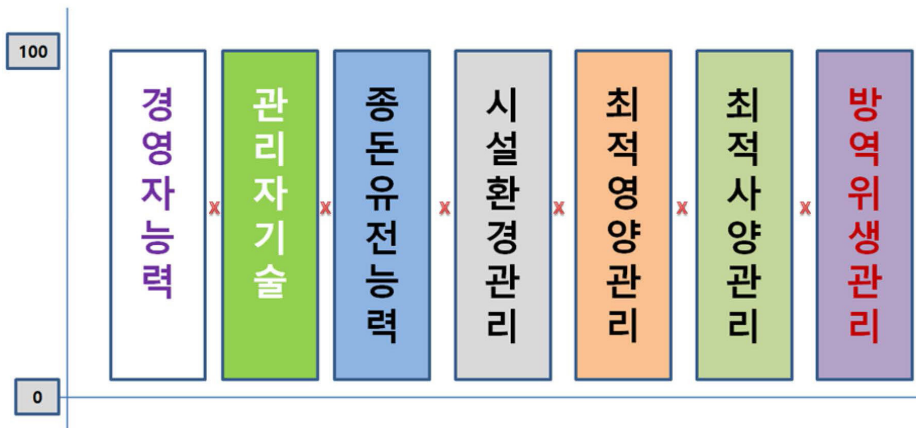 100
경영자능력
x
관리자기술
x
종돈유전능력
x
시설환경관리
x
최적영양관리
x
최적사양관리
x
방역위생관리
0